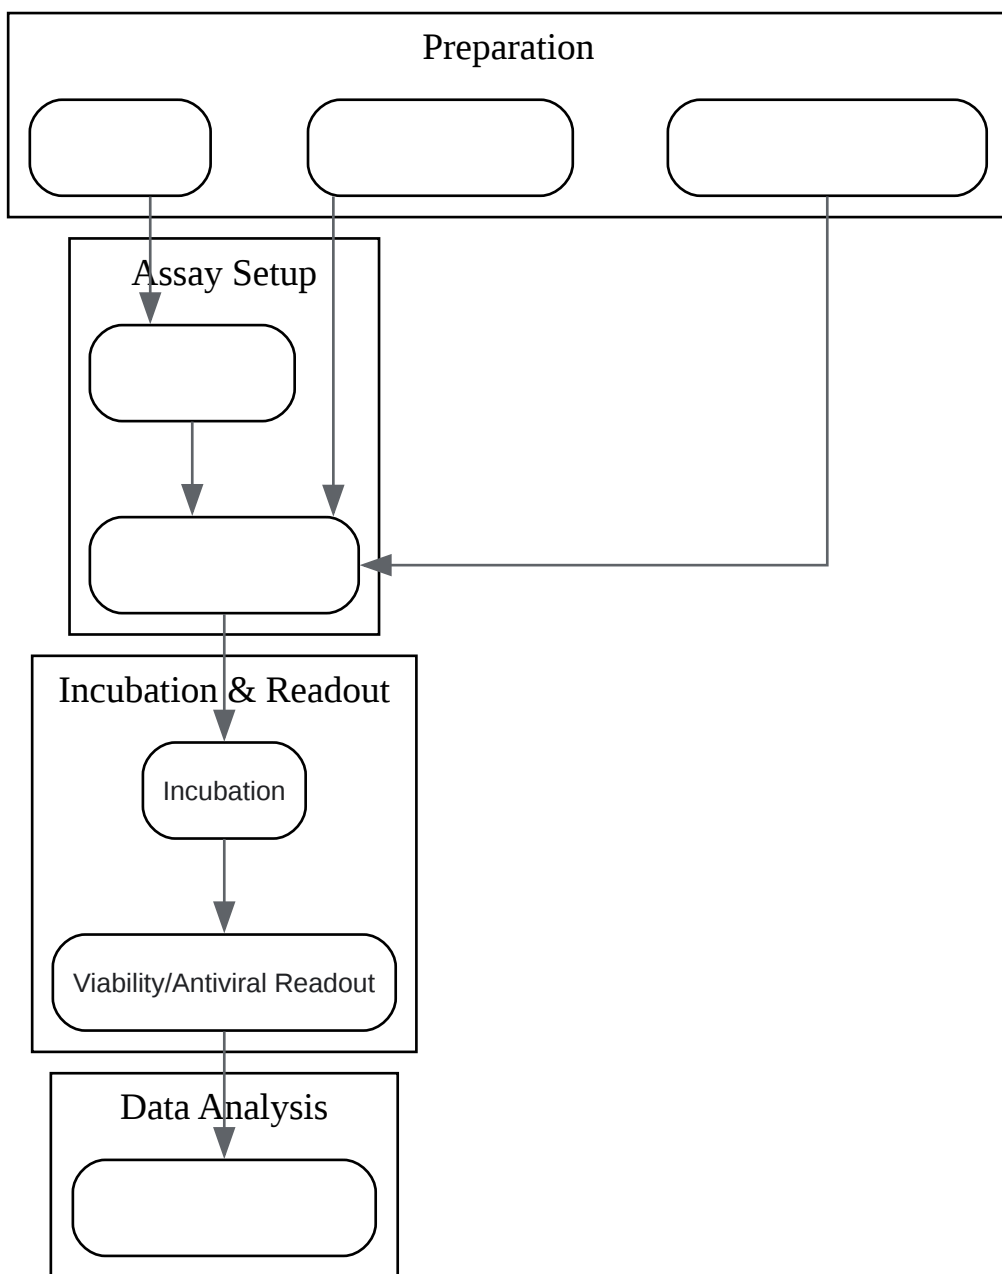 Preparation
Assay Setup
Incubation & Readout
Incubation
Viability/Antiviral Readout
Data Analysis